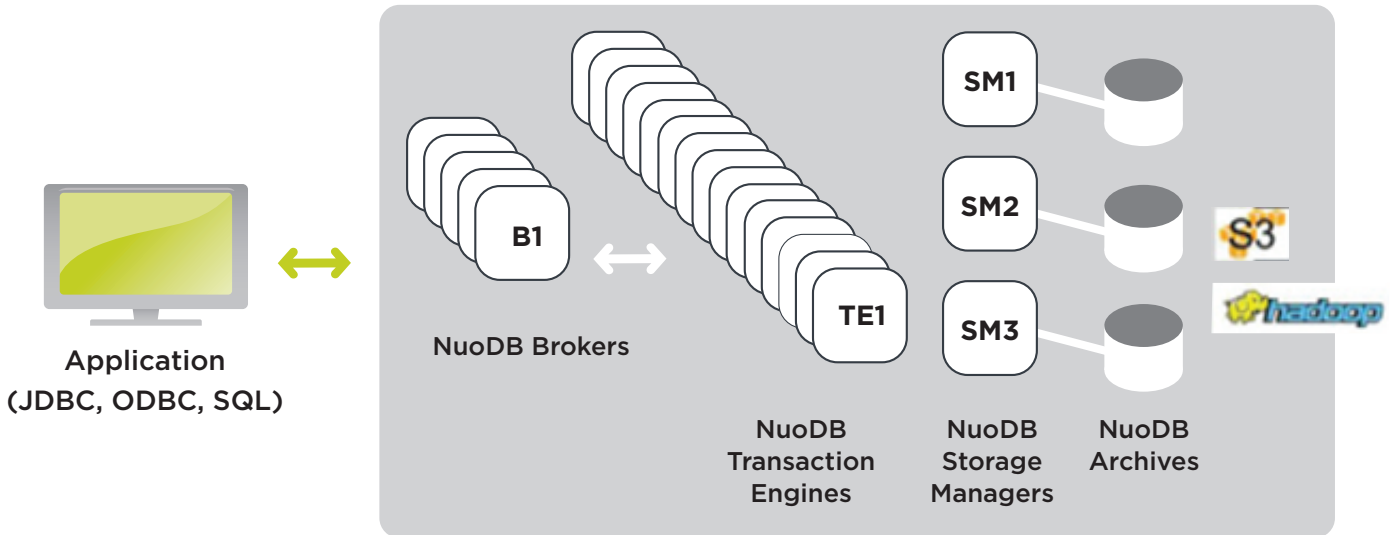 Application
(JDBC, ODBC, SQL)
B1
NuoDB Brokers
TE1
NuoDB
Transaction
Engines
SM1
SM2
SM3
NuoDB
Storage
Managers
NuoDB
Archives
S3
hadoop